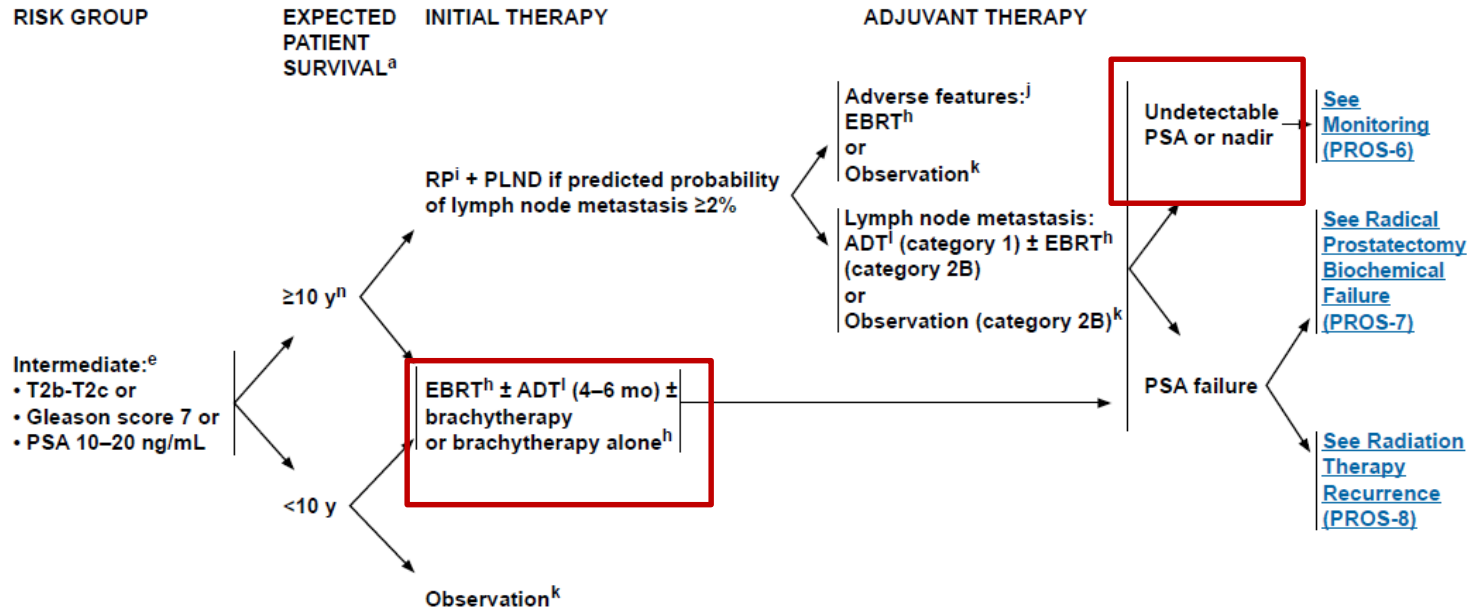 RISK GROUP
EXPECTED
PATIENT
SURVIVALᵃ
INITIAL THERAPY
ADJUVANT THERAPY
Intermediate:ᵉ
• T2b-T2c or
• Gleason score 7 or
• PSA 10–20 ng/mL
≥10 yⁿ
<10 y
RPⁱ + PLND if predicted probability
of lymph node metastasis ≥2%
EBRTʰ ± ADTˡ (4–6 mo) ±
brachytherapy
or brachytherapy aloneʰ
Observationᵏ
Adverse features:ʲ
EBRTʰ
or
Observationᵏ
Lymph node metastasis:
ADTˡ (category 1) ± EBRTʰ
(category 2B)
or
Observation (category 2B)ᵏ
Undetectable
PSA or nadir
PSA failure
See
Monitoring
(PROS-6)
See Radical
Prostatectomy
Biochemical
Failure
(PROS-7)
See Radiation
Therapy
Recurrence
(PROS-8)